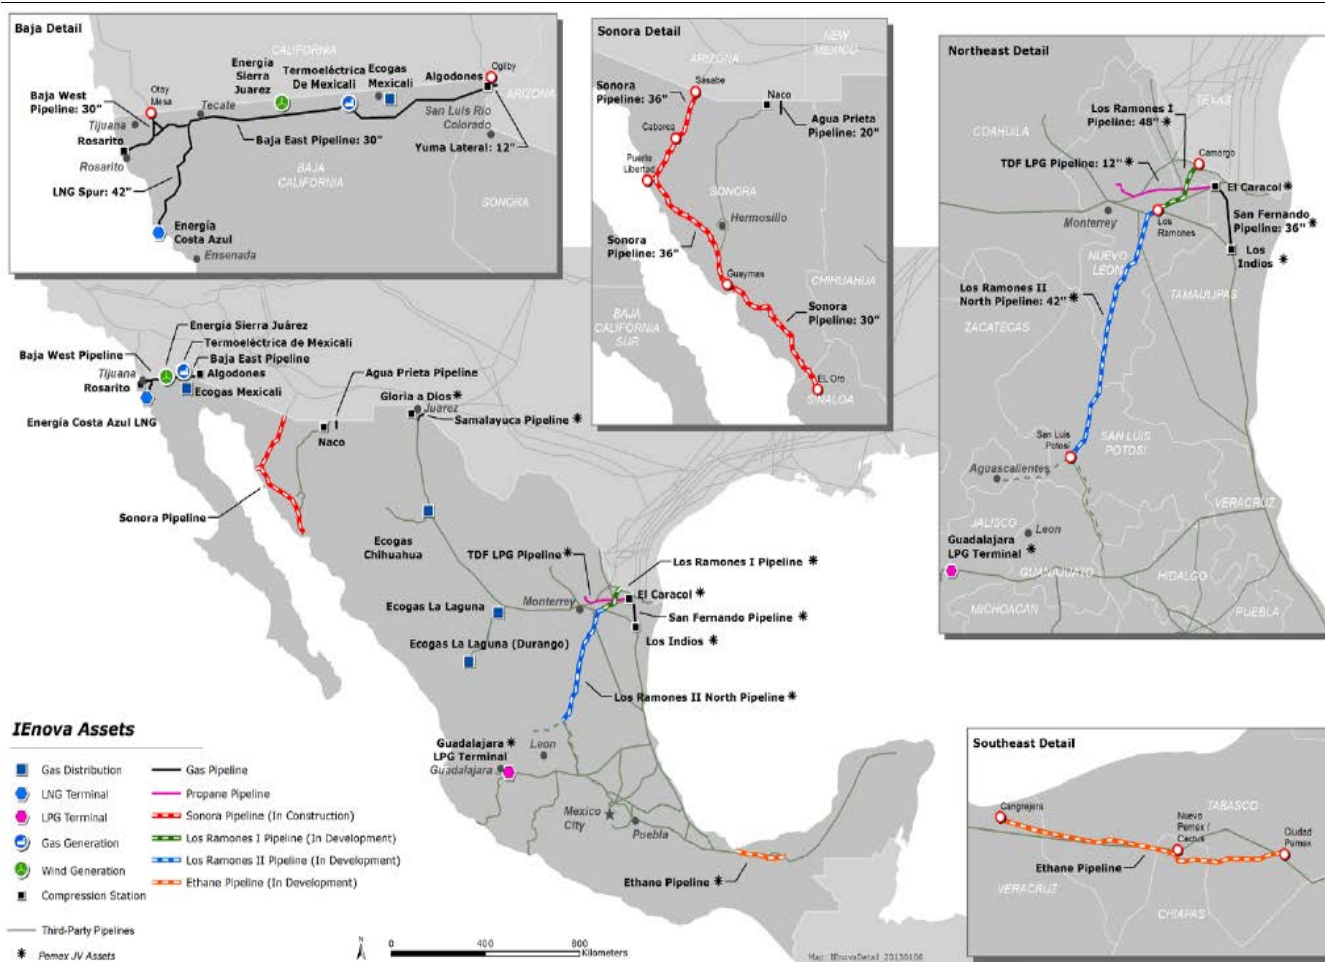 Baja Detail
CALIFORNIA
Energía
Sierra
Juarez
Termoeléctrica
De Mexicali
Ecogas
Mexicali
Algodones
Ogilby
ARIZONA
Baja West
Pipeline: 30"
Otay
Mesa
Tecate
Tijuana
Rosarito
Rosarito
Baja East Pipeline: 30"
San Luis Rio
Colorado
Yuma Lateral: 12"
BAJA
CALIFORNIA
LNG Spur: 42"
SONORA
Energía
Costa Azul
Ensenada
Sonora Detail
ARIZONA
NEW
MEXICO
Sonora
Pipeline: 36"
Sásabe
Naco
Agua Prieta
Pipeline: 20"
Caborca
Puerto
Libertad
SONORA
Hermosillo
Sonora
Pipeline: 36"
Guaymas
CHIHUAHUA
Sonora
Pipeline: 30"
BAJA
CALIFORNIA
SUR
EL Oro
SINALOA
Northeast Detail
Los Ramones I
Pipeline: 48" ✱
TEXAS
COAHUILA
TDF LPG Pipeline: 12" ✱
Camargo
El Caracol ✱
Monterrey
Los
Ramones
San Fernando
Pipeline: 36" ✱
Los
Indios ✱
NUEVO
LEON
Los Ramones II
North Pipeline: 42" ✱
TAMAULIPAS
ZACATECAS
San Luis
Potosí
SAN LUIS
POTOSÍ
Aguascalientes
VERACRUZ
JALISCO
Leon
Guadalajara
LPG Terminal ✱
GUANAJUATO
HIDALGO
MICHOACAN
PUEBLA
Energía Sierra Juárez
Termoeléctrica de Mexicali
Baja West Pipeline
Baja East Pipeline
Tijuana
Algodones
Rosarito
Ecogas Mexicali
Energía Costa Azul LNG
Agua Prieta Pipeline
Gloria a Dios ✱
Juárez
Samalayuca Pipeline ✱
Naco
Sonora Pipeline
Ecogas
Chihuahua
TDF LPG Pipeline ✱
Los Ramones I Pipeline ✱
El Caracol ✱
Ecogas La Laguna
Monterrey
San Fernando Pipeline ✱
Ecogas La Laguna (Durango)
Los Indios ✱
Los Ramones II North Pipeline ✱
Guadalajara ✱
LPG Terminal
Guadalajara
Leon
Mexico
City
Puebla
Ethane Pipeline ✱
IEnova Assets
Gas Distribution
Gas Pipeline
LNG Terminal
Propane Pipeline
LPG Terminal
Sonora Pipeline (In Construction)
Gas Generation
Los Ramones I Pipeline (In Development)
Wind Generation
Los Ramones II Pipeline (In Development)
Compression Station
Ethane Pipeline (In Development)
Third-Party Pipelines
✱ Pemex JV Assets
N
0 400 800
Kilometers
Map: IEnovaDetail 20130108
Southeast Detail
Cangrejera
TABASCO
Nuevo
Pemex /
Cactus
Ciudad
Pemex
Ethane Pipeline
VERACRUZ
CHIAPAS